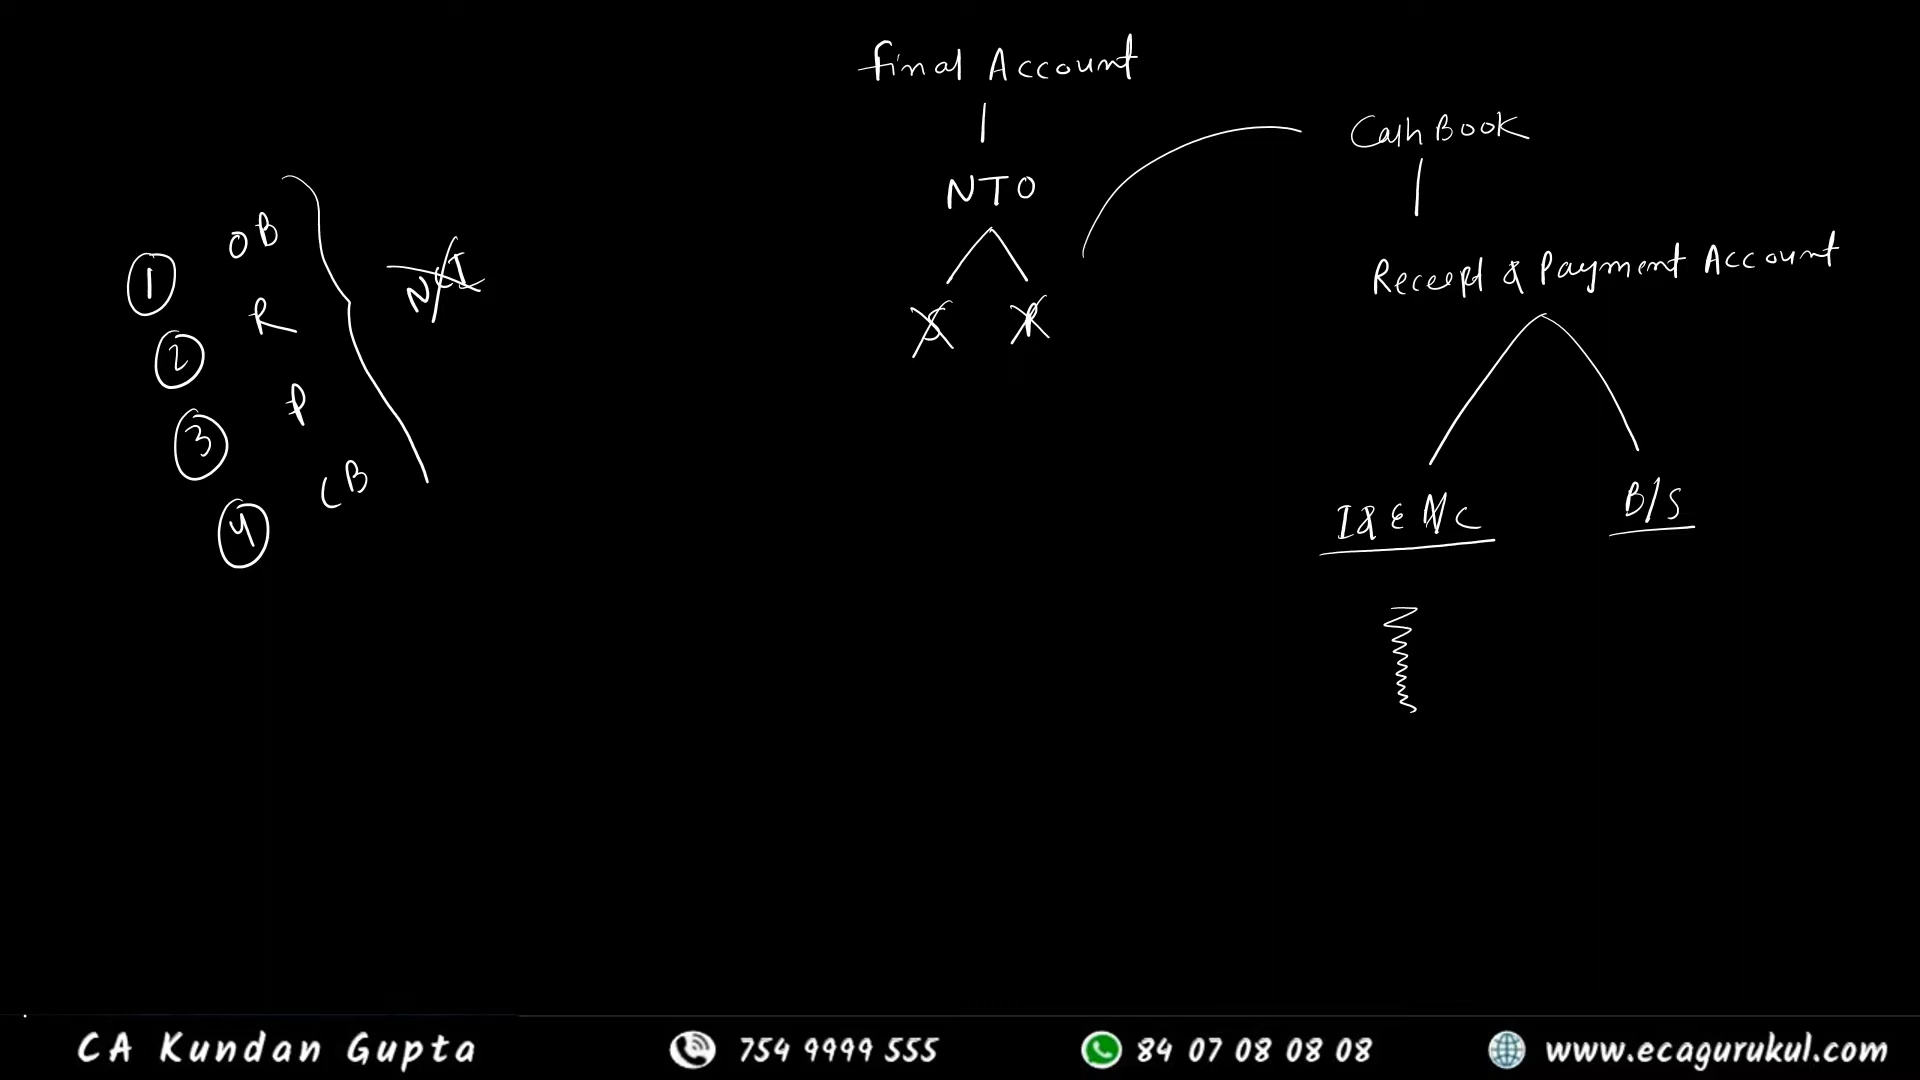 Final Account
NTO
S R
Cash Book
Receipt & Payment Account
I & E A/C
B/S
1 OB
2 R
3 P
4 CB
CA Kundan Gupta
754 9999 555
84 07 08 08 08
www.ecagurukul.com